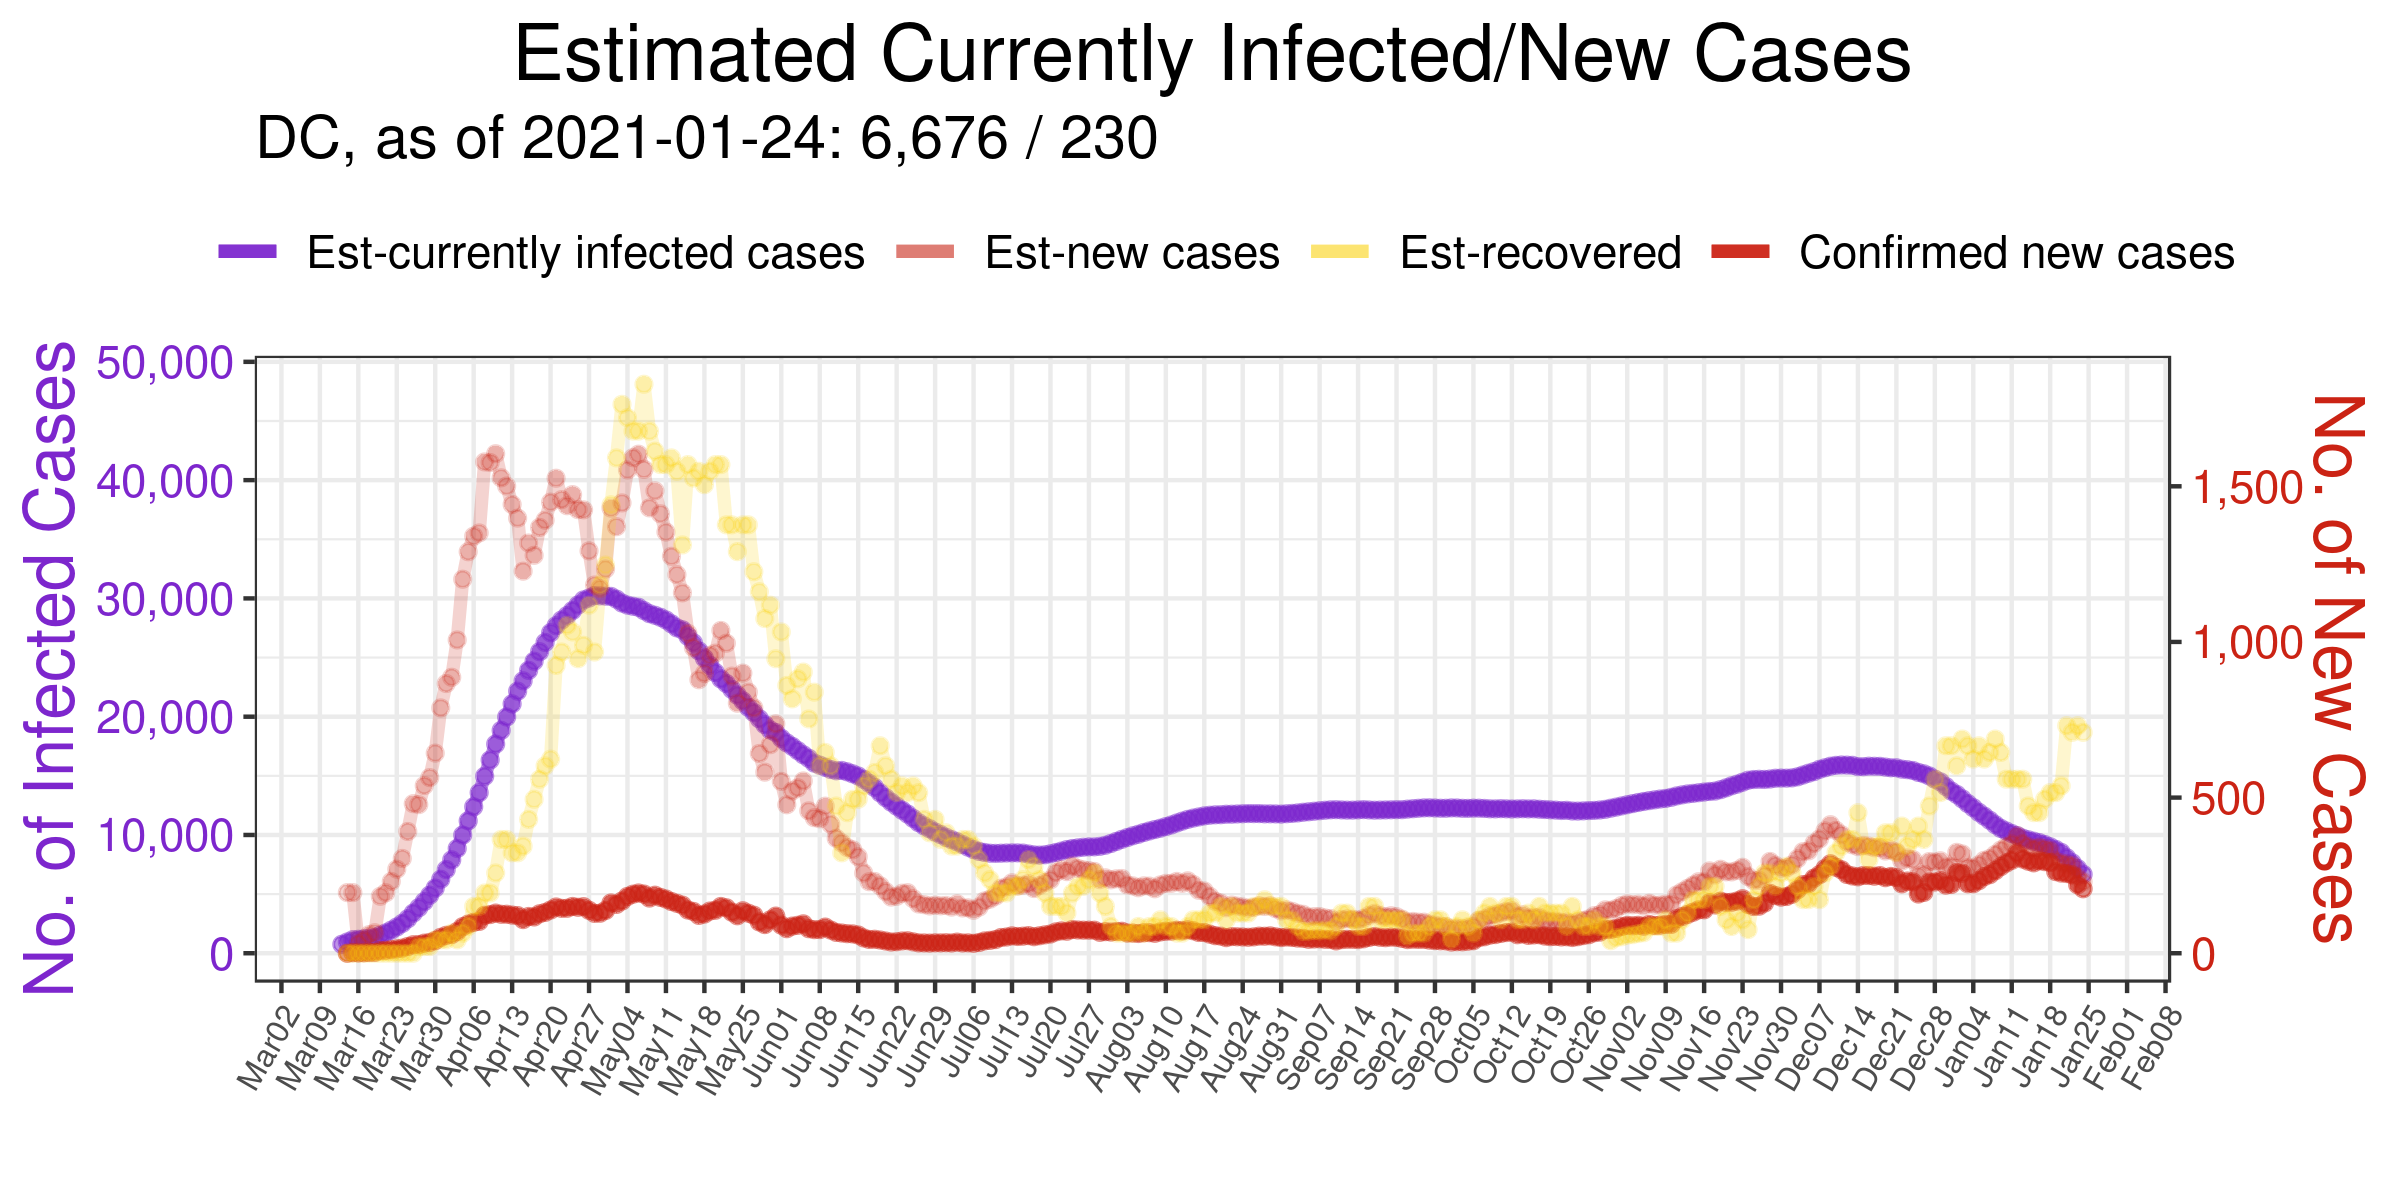 Estimated Currently Infected/New Cases
DC, as of 2021-01-24: 6,676 / 230
Est-currently infected cases Est-new cases Est-recovered Confirmed new cases
No. of Infected Cases
50,000
40,000
30,000
20,000
10,000
0
1,500
1,000
500
0
No. of New Cases
Mar02 Mar09 Mar16 Mar23 Mar30 Apr06 Apr13 Apr20 Apr27 May04 May11 May18 May25 Jun01 Jun08 Jun15 Jun22 Jun29 Jul06 Jul13 Jul20 Jul27 Aug03 Aug10 Aug17 Aug24 Aug31 Sep07 Sep14 Sep21 Sep28 Oct05 Oct12 Oct19 Oct26 Nov02 Nov09 Nov16 Nov23 Nov30 Dec07 Dec14 Dec21 Dec28 Jan04 Jan11 Jan18 Jan25 Feb01 Feb08